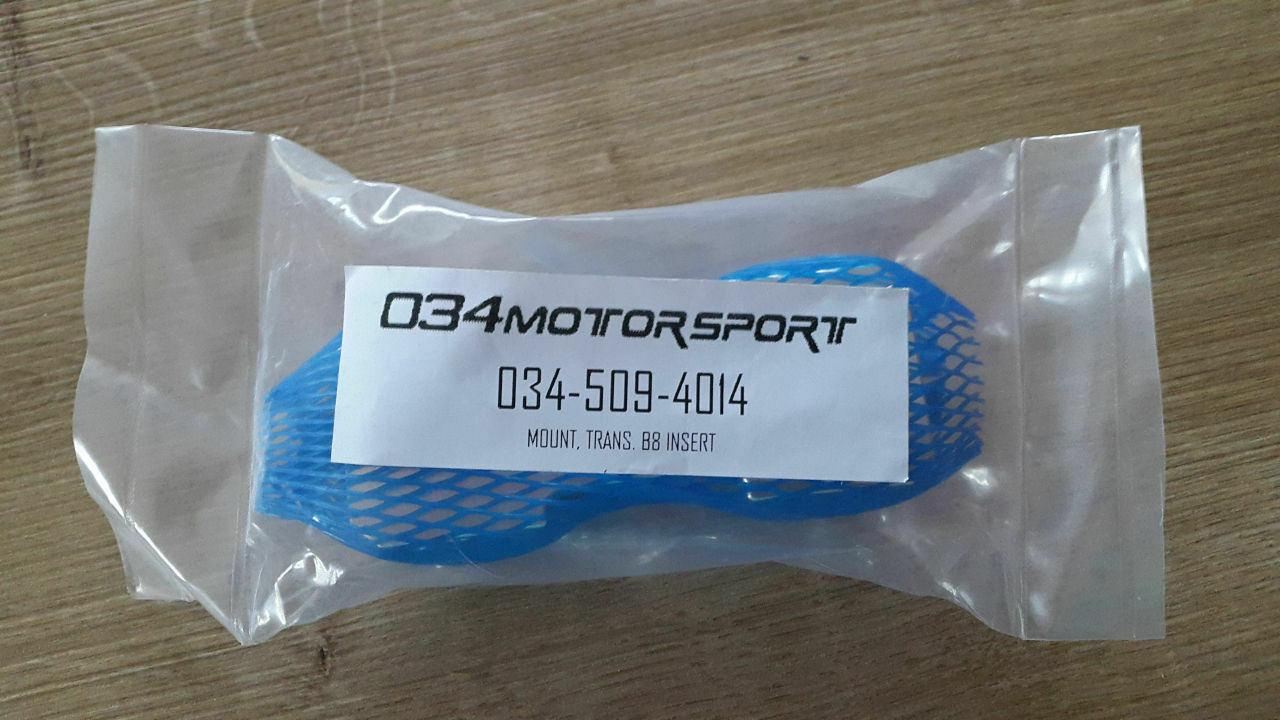 034MOTORSPORT
034-509-4014
MOUNT, TRANS. B8 INSERT